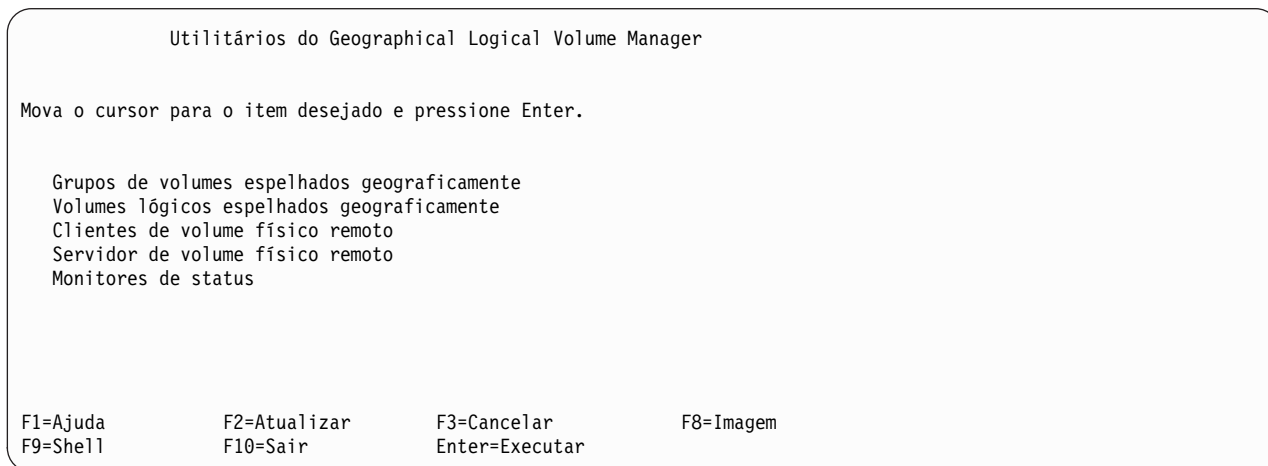 Utilitários do Geographical Logical Volume Manager
Mova o cursor para o item desejado e pressione Enter.
Grupos de volumes espelhados geograficamente
Volumes lógicos espelhados geograficamente
Clientes de volume físico remoto
Servidor de volume físico remoto
Monitores de status
F1=Ajuda F2=Atualizar F3=Cancelar F8=Imagem
F9=Shell F10=Sair Enter=Executar